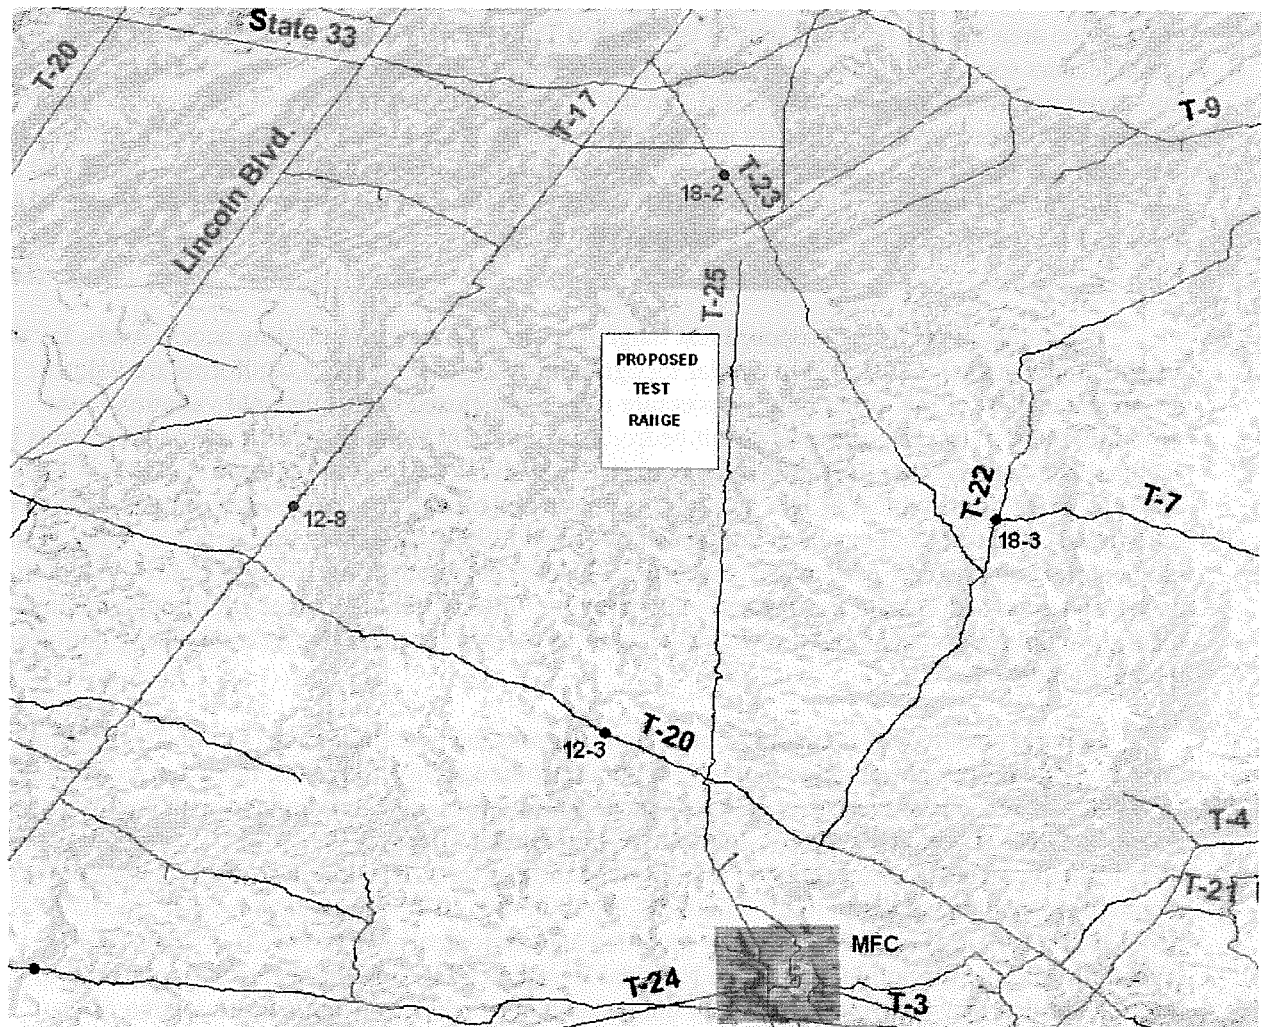 State 33
T-20
T-17
T-9
Lincoln Blvd.
18-2
T-23
T-25
PROPOSED
TEST
RANGE
T-22
T-7
12-8
18-3
T-20
12-3
T-4
T-21
MFC
T-24
T-3